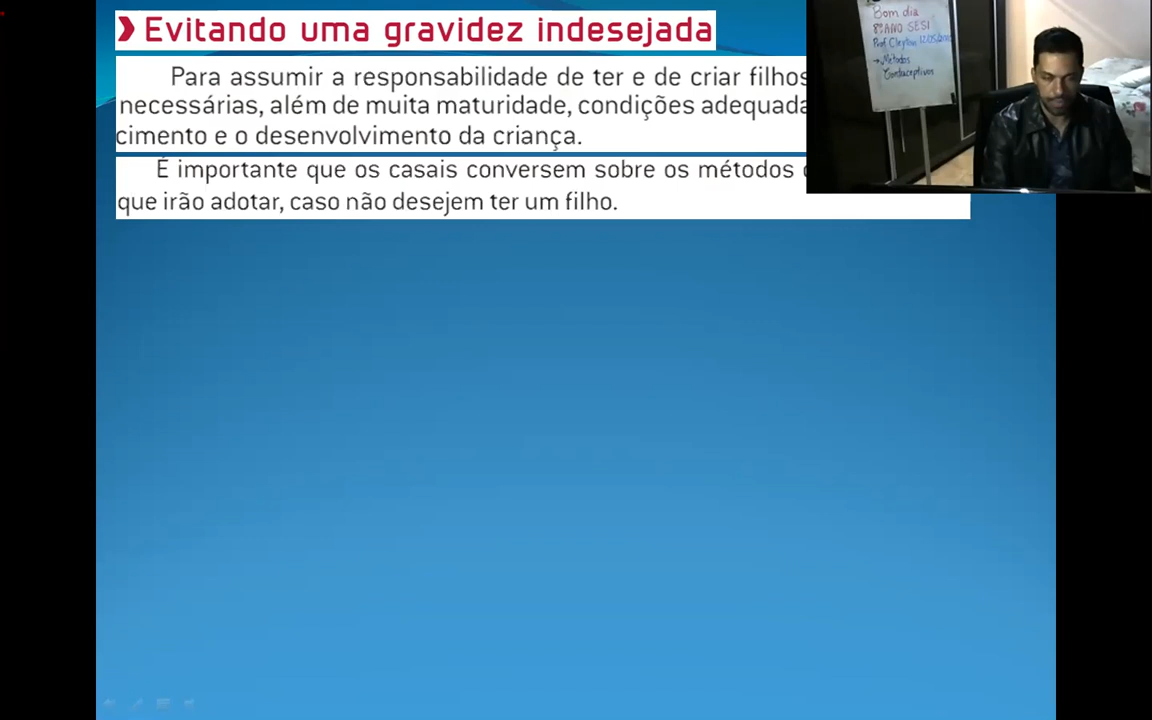 ❯ Evitando uma gravidez indesejada
Para assumir a responsabilidade de ter e de criar filhos
necessárias, além de muita maturidade, condições adequada
cimento e o desenvolvimento da criança.
É importante que os casais conversem sobre os métodos
que irão adotar, caso não desejem ter um filho.
Bom dia
8º ANO SESI
Prof Cleyton
→ Métodos
Contraceptivos